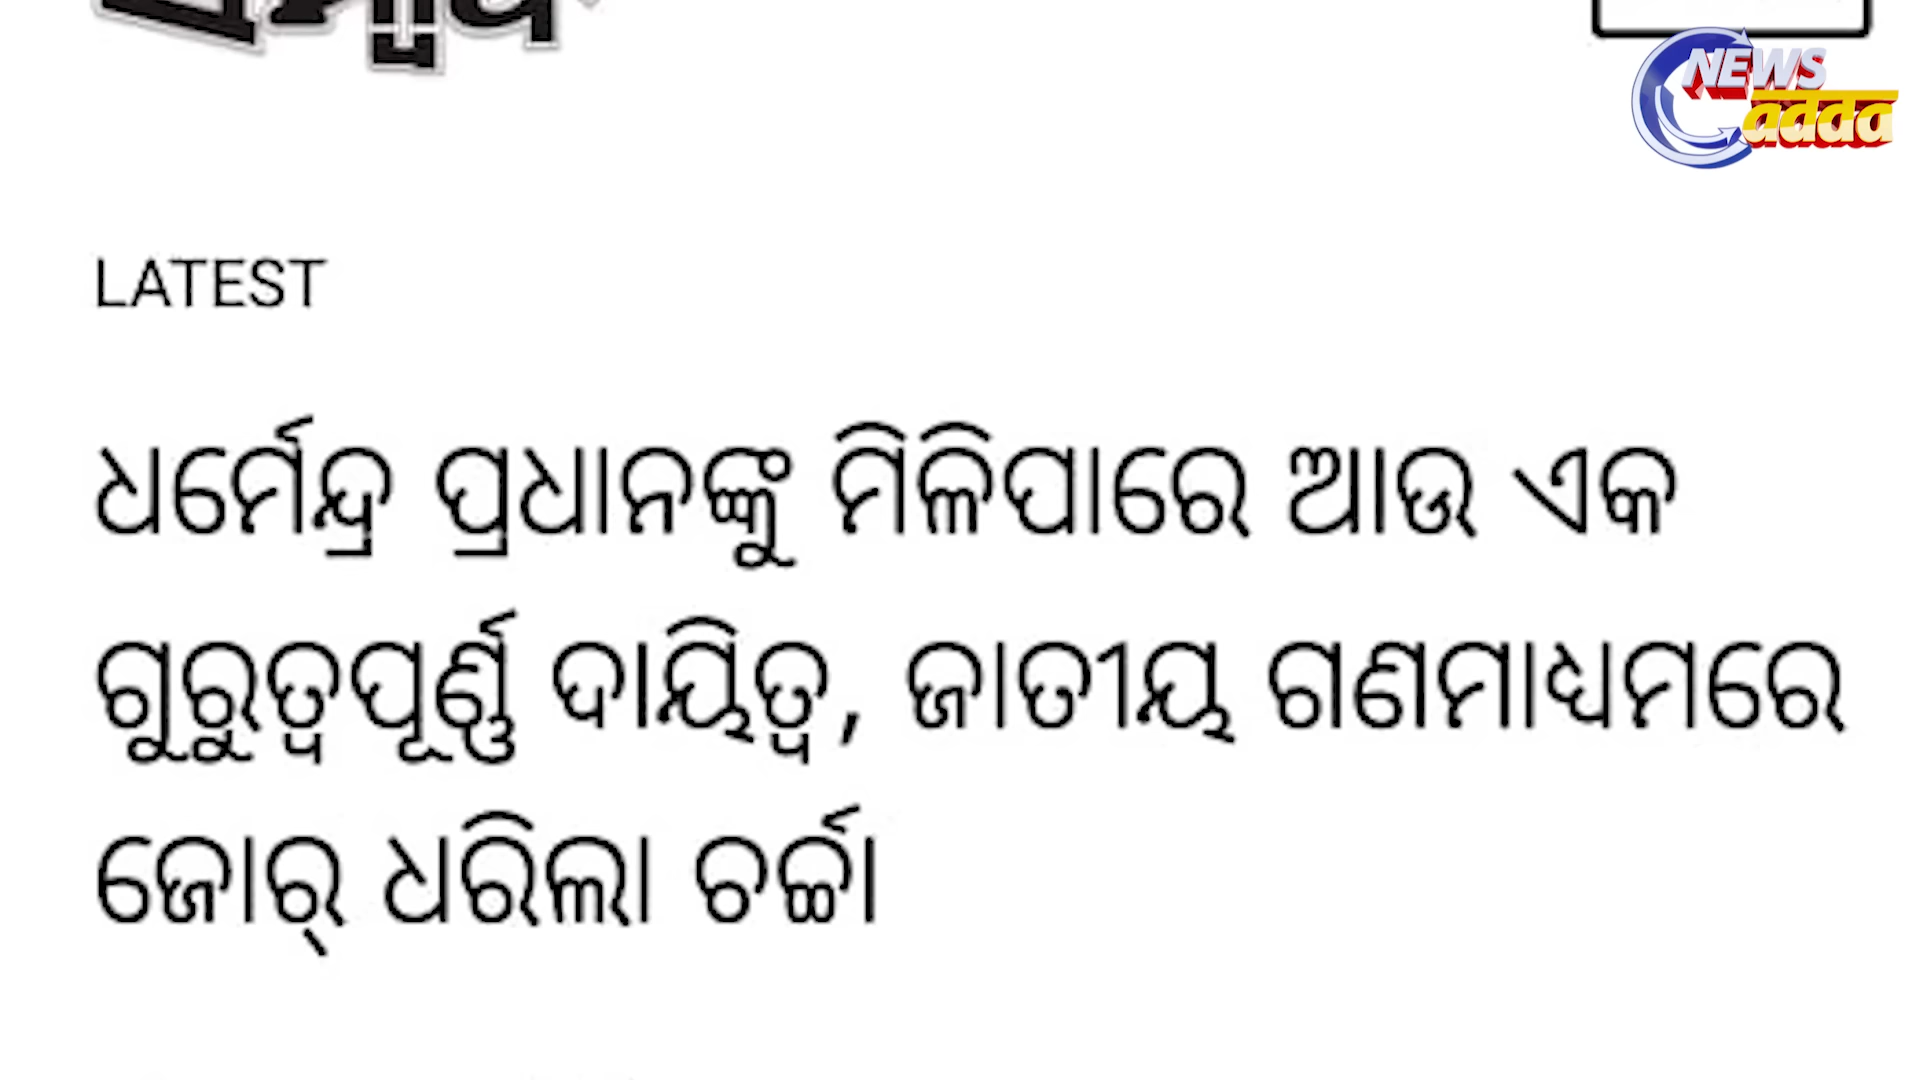 NEWS
adda
LATEST
ଧର୍ମେନ୍ଦ୍ର ପ୍ରଧାନଙ୍କୁ ମିଳିପାରେ ଆଉ ଏକ
ଗୁରୁତ୍ୱପୂର୍ଣ୍ଣ ଦାୟିତ୍ୱ, ଜାତୀୟ ଗଣମାଧ୍ୟମରେ
ଜୋର୍ ଧରିଲା ଚର୍ଚ୍ଚା